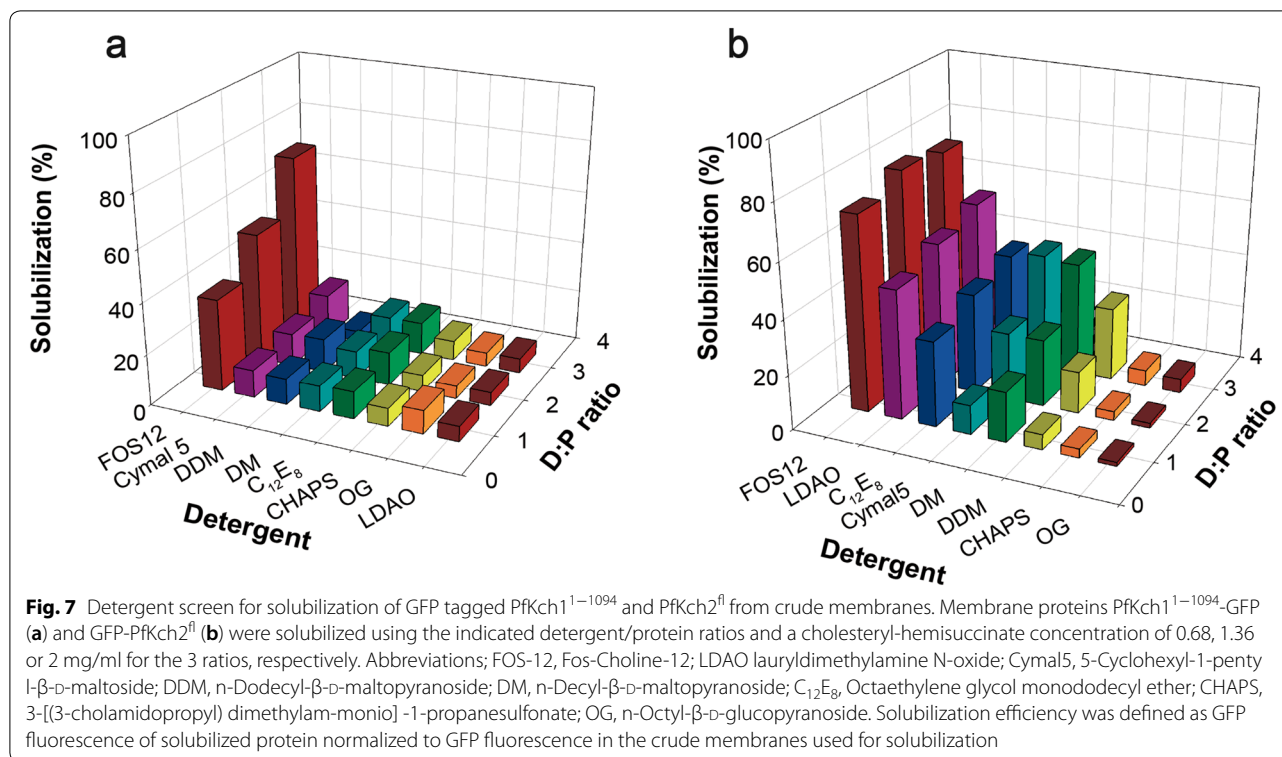 a
100
80
60
40
20
0
Solubilization (%)
FOS12
Cymal 5
DDM
DM
C₁₂E₈
CHAPS
OG
LDAO
Detergent
0
1
2
3
4
D:P ratio
b
100
80
60
40
20
0
Solubilization (%)
FOS12
LDAO
C₁₂E₈
Cymal5
DM
DDM
CHAPS
OG
Detergent
0
1
2
3
4
D:P ratio
Fig. 7 Detergent screen for solubilization of GFP tagged PfKch1¹⁻¹⁰⁹⁴ and PfKch2ᶠˡ from crude membranes. Membrane proteins PfKch1¹⁻¹⁰⁹⁴-GFP
(a) and GFP-PfKch2ᶠˡ (b) were solubilized using the indicated detergent/protein ratios and a cholesteryl-hemisuccinate concentration of 0.68, 1.36
or 2 mg/ml for the 3 ratios, respectively. Abbreviations; FOS-12, Fos-Choline-12; LDAO lauryldimethylamine N-oxide; Cymal5, 5-Cyclohexyl-1-penty
l-β-D-maltoside; DDM, n-Dodecyl-β-D-maltopyranoside; DM, n-Decyl-β-D-maltopyranoside; C₁₂E₈, Octaethylene glycol monododecyl ether; CHAPS,
3-[(3-cholamidopropyl) dimethylam-monio] -1-propanesulfonate; OG, n-Octyl-β-D-glucopyranoside. Solubilization efficiency was defined as GFP
fluorescence of solubilized protein normalized to GFP fluorescence in the crude membranes used for solubilization